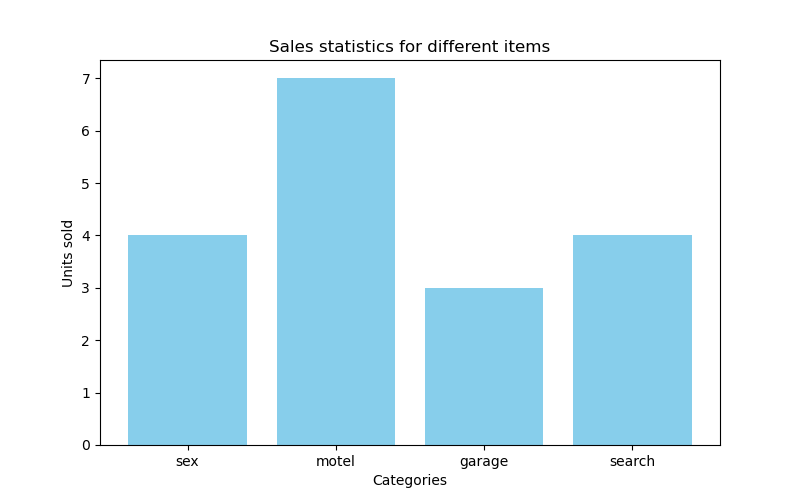 Sales statistics for different items
Units sold
7
6
5
4
3
2
1
0
sex motel garage search
Categories